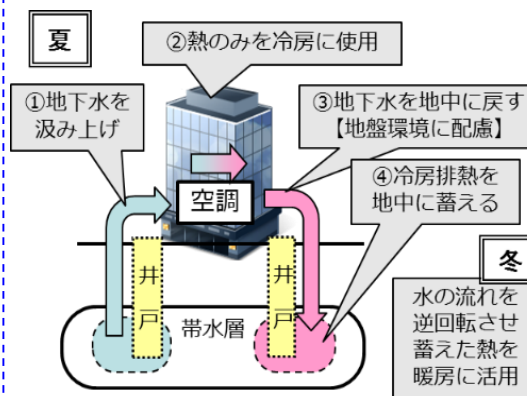 夏
②熱のみを冷房に使用
①地下水を
汲み上げ
③地下水を地中に戻す
【地盤環境に配慮】
④冷房排熱を
地中に蓄える
空調
井戸
井戸
帯水層
冬
水の流れを
逆回転させ
蓄えた熱を
暖房に活用